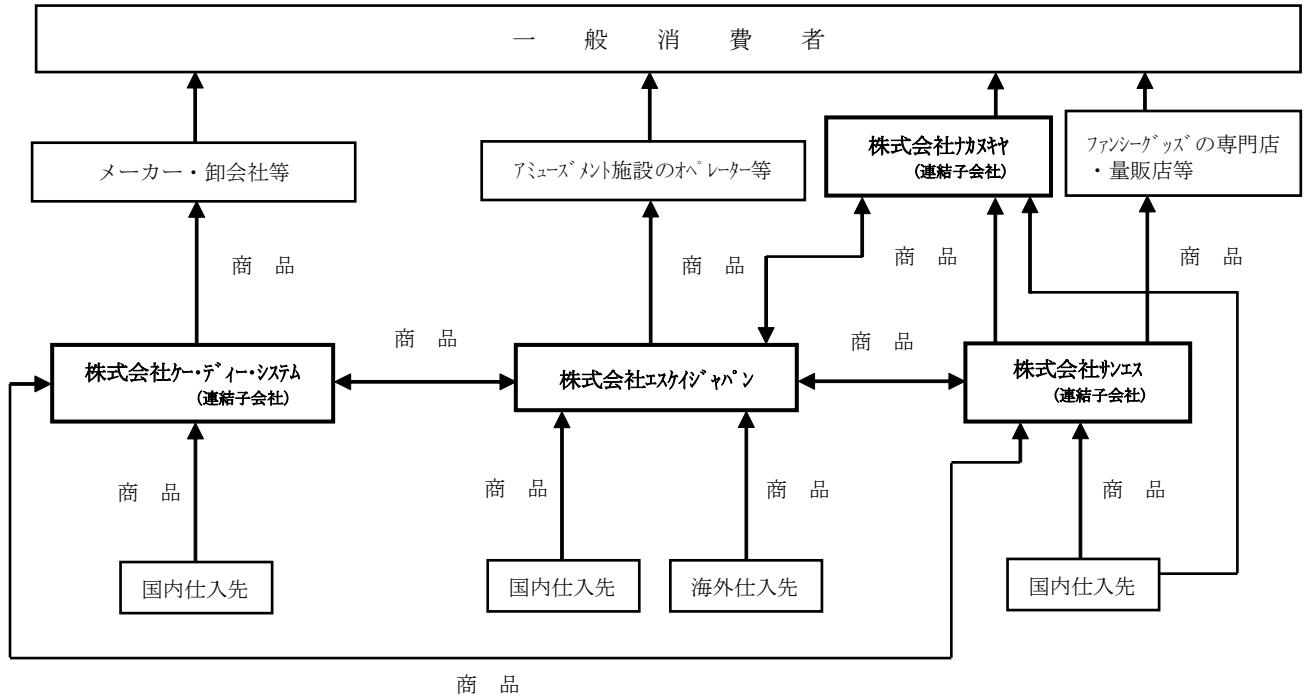 一 般 消 費 者
メーカー・卸会社等
アミューズメント施設のオペレーター等
株式会社ナカヌキヤ
(連結子会社)
ファンシーグッズの専門店
・量販店等
商 品
商 品
商 品
商 品
商 品
商 品
株式会社ケー・ディー・システム
(連結子会社)
株式会社エスケイジャパン
株式会社サンエス
(連結子会社)
商 品
商 品
商 品
商 品
国内仕入先
国内仕入先
海外仕入先
国内仕入先
商 品